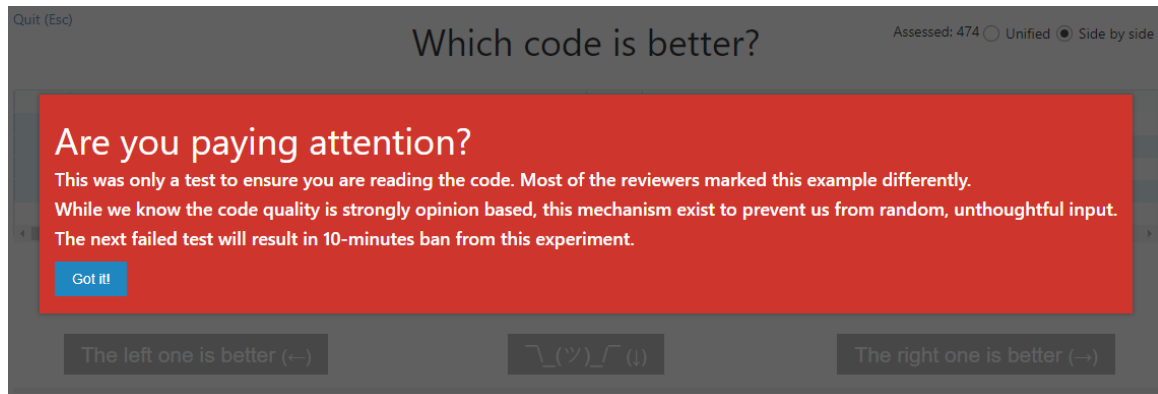 Quit (Esc)
Which code is better?
Assessed: 474 Unified Side by side
Are you paying attention?
This was only a test to ensure you are reading the code. Most of the reviewers marked this example differently.
While we know the code quality is strongly opinion based, this mechanism exist to prevent us from random, unthoughtful input.
The next failed test will result in 10-minutes ban from this experiment.
Got it!
The left one is better (←)
¯\_(ツ)_/¯ (↓)
The right one is better (→)